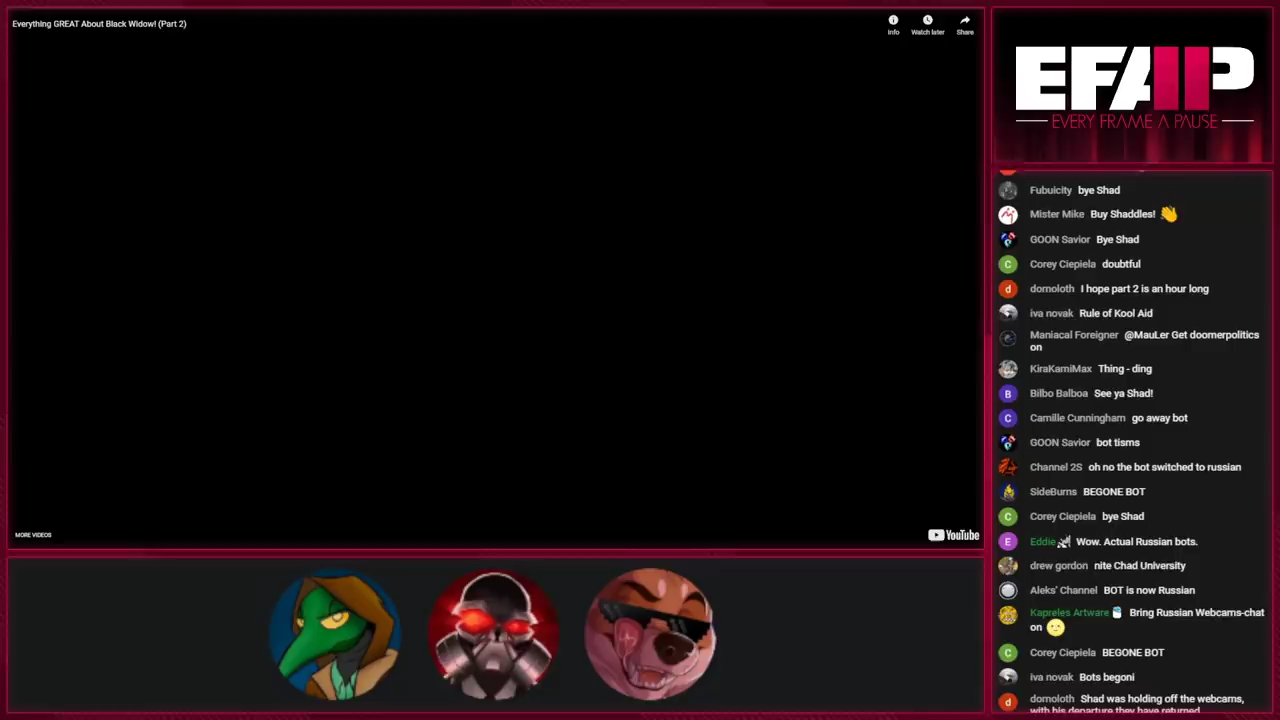 Everything GREAT About Black Widow! (Part 2)
Info
Watch later
Share
MORE VIDEOS
YouTube
EFAP
EVERY FRAME A PAUSE
Fubuicity bye Shad
Mister Mike Buy Shaddles! 👋
GOON Savior Bye Shad
Corey Ciepiela doubtful
domoloth I hope part 2 is an hour long
iva novak Rule of Kool Aid
Maniacal Foreigner @MauLer Get doomerpolitics
on
KiraKamiMax Thing - ding
Bilbo Balboa See ya Shad!
Camille Cunningham go away bot
GOON Savior bot tisms
Channel 2S oh no the bot switched to russian
SideBurns BEGONE BOT
Corey Ciepiela bye Shad
Eddie Wow. Actual Russian bots.
drew gordon nite Chad University
Aleks' Channel BOT is now Russian
Kapreles Artware Bring Russian Webcams-chat
on 🌝
Corey Ciepiela BEGONE BOT
iva novak Bots begoni
domoloth Shad was holding off the webcams,
with his departure they have returned